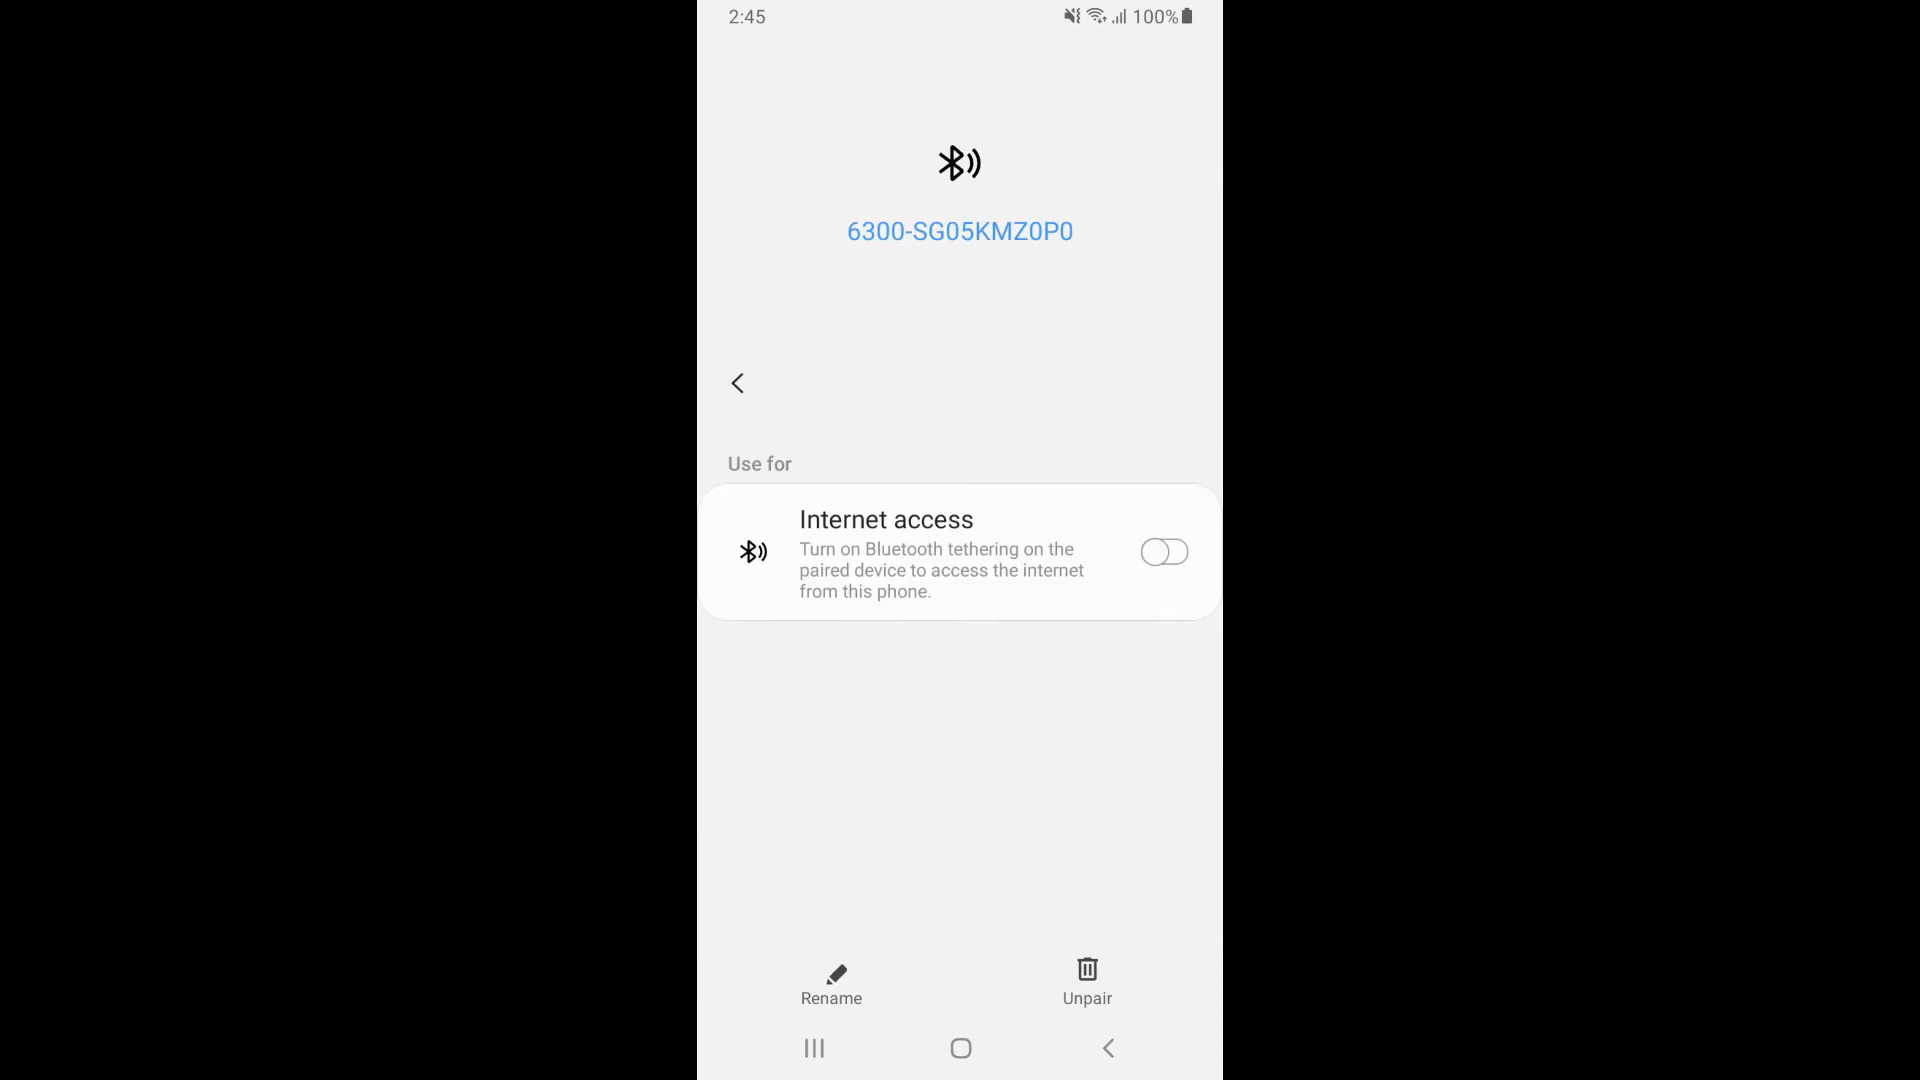 2:45
100%
6300-SG05KMZ0P0
Use for
Internet access
Turn on Bluetooth tethering on the
paired device to access the internet
from this phone.
Rename
Unpair